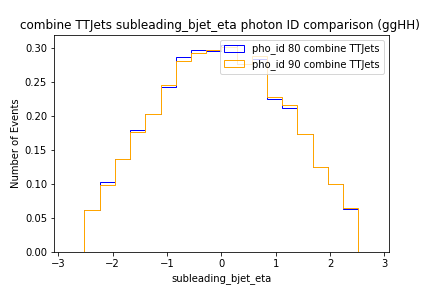 combine TTJets subleading_bjet_eta photon ID comparison (ggHH)
pho_id 80 combine TTJets
pho_id 90 combine TTJets
Number of Events
0.30
0.25
0.20
0.15
0.10
0.05
0.00
−3 −2 −1 0 1 2 3
subleading_bjet_eta